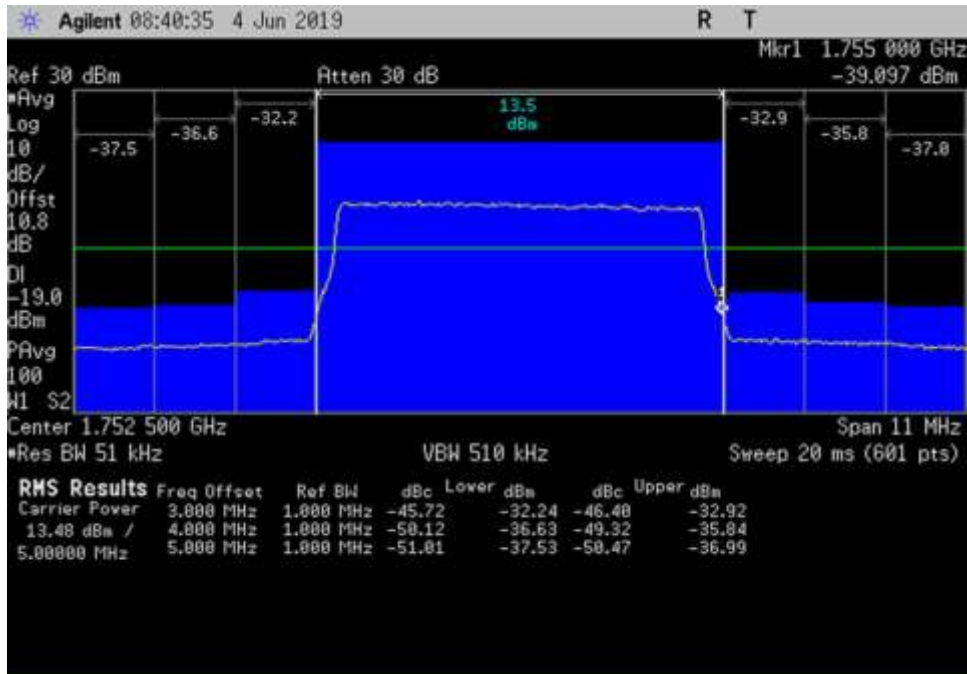 Agilent 08:40:35 4 Jun 2019 R T
Mkr1 1.755 000 GHz
Ref 30 dBm Atten 30 dB -39.097 dBm
*Avg
Log
10
dB/
Offst
10.8
dB
DI
-19.0
dBm
PAvg
100
W1 S2
-37.5 -36.6 -32.2 13.5 dBm -32.9 -35.8 -37.0
1
Center 1.752 500 GHz Span 11 MHz
*Res BW 51 kHz VBW 510 kHz Sweep 20 ms (601 pts)
RMS Results Freq Offset Ref BW dBc Lower dBm dBc Upper dBm
Carrier Power 3.000 MHz 1.000 MHz -45.72 -32.24 -46.40 -32.92
13.48 dBm / 4.000 MHz 1.000 MHz -50.12 -36.63 -49.32 -35.84
5.00000 MHz 5.000 MHz 1.000 MHz -51.01 -37.53 -50.47 -36.99